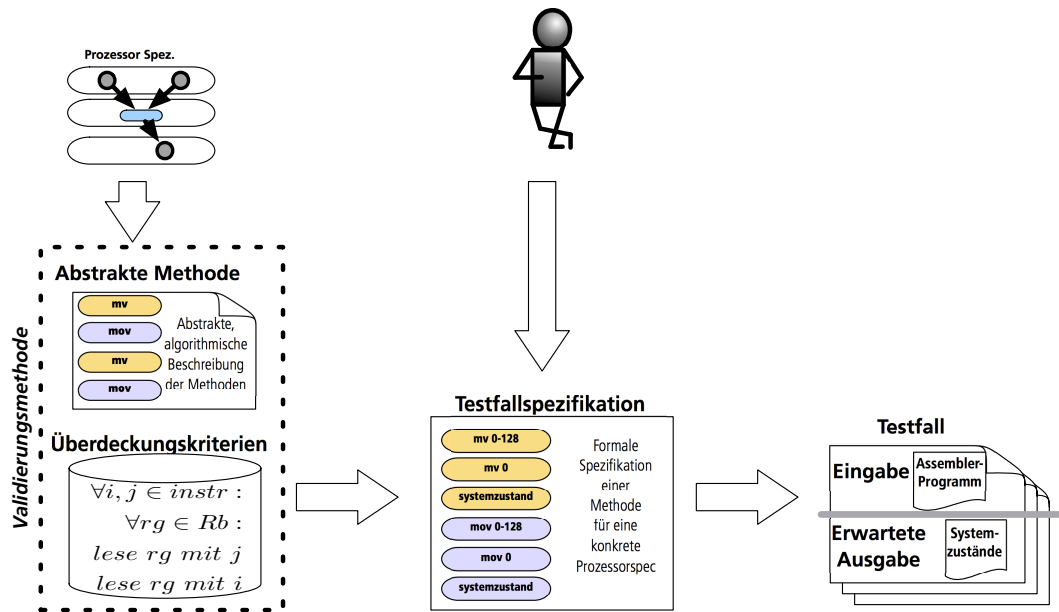 Prozessor Spez.
Validierungsmethode
Abstrakte Methode
mv
mov
mv
mov
Abstrakte,
algorithmische
Beschreibung
der Methoden
Überdeckungskriterien
∀i, j ∈ instr :
∀rg ∈ Rb :
lese rg mit j
lese rg mit i
Testfallspezifikation
mv 0-128
mv 0
systemzustand
mov 0-128
mov 0
systemzustand
Formale
Spezifikation
einer
Methode
für eine
konkrete
Prozessorspec
Testfall
Eingabe
Assembler-
Programm
Erwartete
Ausgabe
System-
zustände